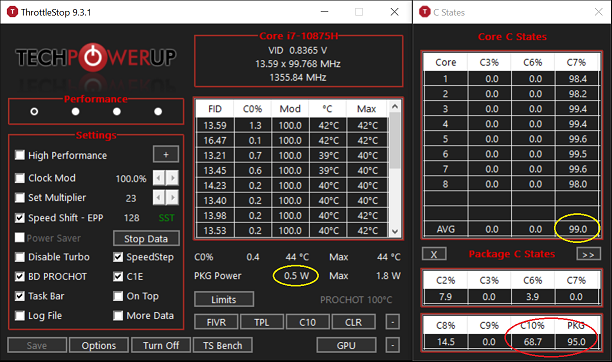 ThrottleStop 9.3.1
TECHPOWERUP
Core i7-10875H
VID 0.8365 V
13.59 x 99.768 MHz
1355.84 MHz
Performance
Settings
High Performance +
Clock Mod 100.0%
Set Multiplier 23
Speed Shift - EPP 128 SST
Power Saver Stop Data
Disable Turbo SpeedStep
BD PROCHOT C1E
Task Bar On Top
Log File More Data
FID C0% Mod °C Max
13.59 1.3 100.0 42°C 42°C
16.47 0.1 100.0 42°C 42°C
13.21 0.7 100.0 39°C 40°C
13.45 0.6 100.0 39°C 40°C
14.23 0.2 100.0 40°C 40°C
13.40 0.2 100.0 40°C 40°C
13.98 0.2 100.0 42°C 42°C
13.53 0.2 100.0 42°C 42°C
C0% 0.4 44 °C Max 44 °C
PKG Power 0.5 W Max 1.8 W
Limits PROCHOT 100°C
FIVR TPL C10 CLR -
Save Options Turn Off TS Bench GPU -
C States
Core C States
Core C3% C6% C7%
1 0.0 0.0 98.4
2 0.0 0.0 98.2
3 0.0 0.0 99.4
4 0.0 0.0 99.4
5 0.0 0.0 99.6
6 0.0 0.0 99.5
7 0.0 0.0 99.6
8 0.0 0.0 98.0
AVG 0.0 0.0 99.0
X Package C States >>
C2% C3% C6% C7%
7.9 0.0 3.9 0.0
C8% C9% C10% PKG
14.5 0.0 68.7 95.0